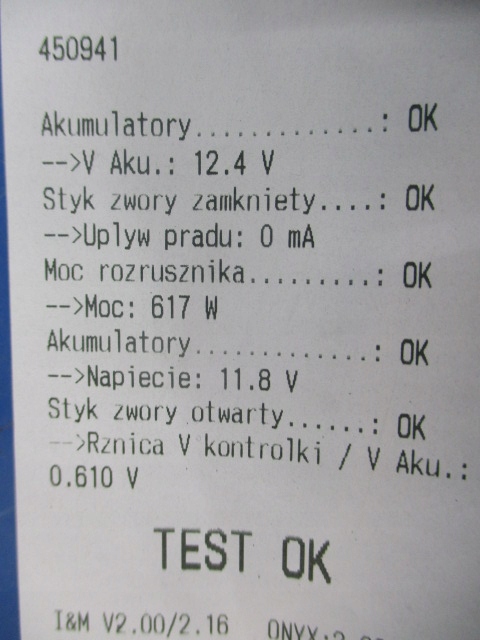 450941
Akumulatory..............: OK
-->V Aku.: 12.4 V
Styk zwory zamkniety....: OK
-->Uplyw pradu: 0 mA
Moc rozrusznika.........: OK
-->Moc: 617 W
Akumulatory.............: OK
-->Napiecie: 11.8 V
Styk zwory otwarty......: OK
-->Rznica V kontrolki / V Aku.:
0.610 V
TEST OK
I&M V2.00/2.16